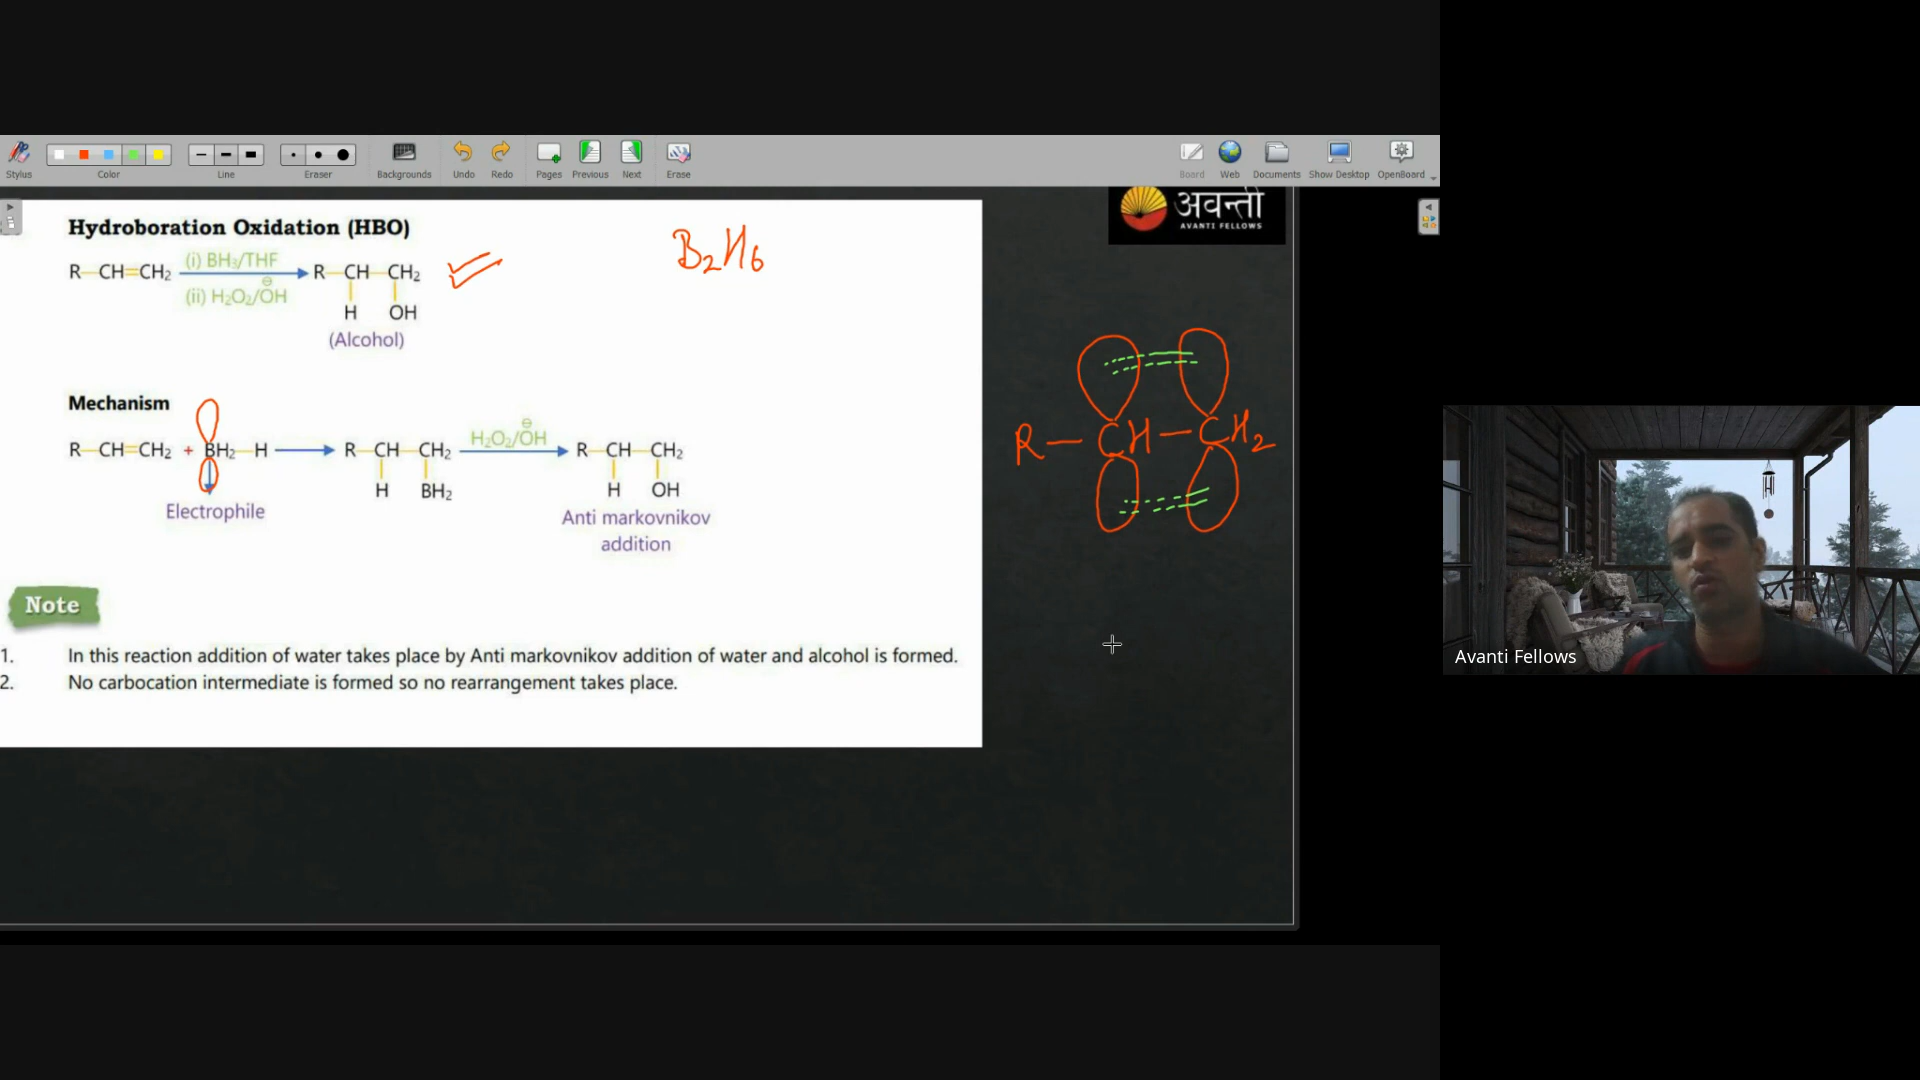 Stylus Color Line Eraser Backgrounds Undo Redo Pages Previous Next Erase Board Web Documents Show Desktop OpenBoard
अवन्ती
AVANTI FELLOWS
Hydroboration Oxidation (HBO)
B2H6
R—CH=CH₂ (i) BH₃/THF (ii) H₂O₂/OH⊖ → R—CH—CH₂
H OH
(Alcohol)
R—CH—CH₂
Mechanism
R—CH=CH₂ + BH₂—H → R—CH—CH₂ H₂O₂/OH⊖ → R—CH—CH₂
H BH₂ H OH
Electrophile
Anti markovnikov
addition
Note
1. In this reaction addition of water takes place by Anti markovnikov addition of water and alcohol is formed.
2. No carbocation intermediate is formed so no rearrangement takes place.
Avanti Fellows